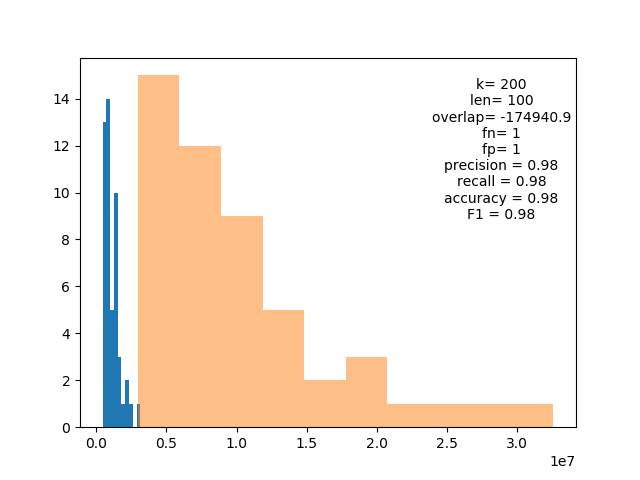 k= 200
len= 100
overlap= -174940.9
fn= 1
fp= 1
precision = 0.98
recall = 0.98
accuracy = 0.98
F1 = 0.98
14
12
10
8
6
4
2
0
0.0 0.5 1.0 1.5 2.0 2.5 3.0
1e7